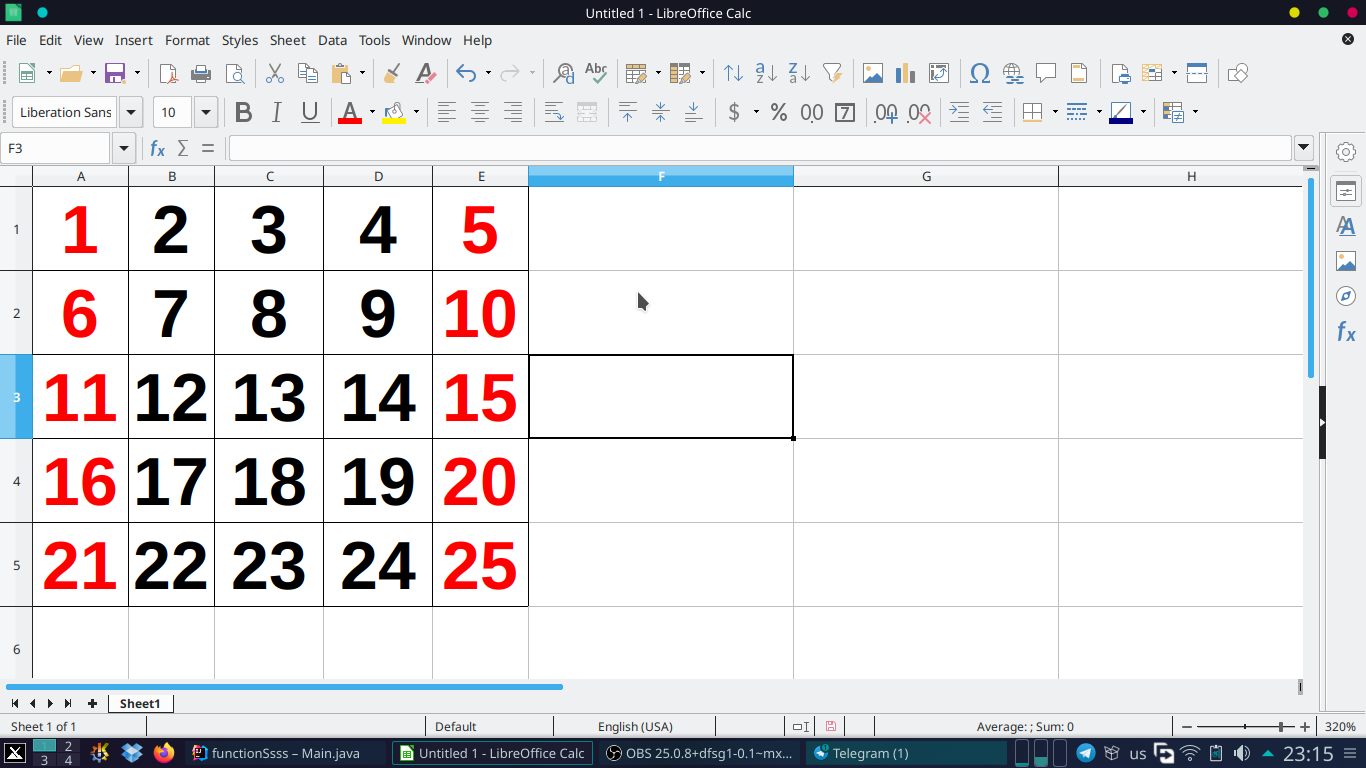 Untitled 1 - LibreOffice Calc
File Edit View Insert Format Styles Sheet Data Tools Window Help
Liberation Sans 10
F3
A B C D E F G H
1 1 2 3 4 5
2 6 7 8 9 10
3 11 12 13 14 15
4 16 17 18 19 20
5 21 22 23 24 25
6
Sheet1
Sheet 1 of 1 Default English (USA) Average: ; Sum: 0 320%
1 2 3 4 functionSsss – Main.java Untitled 1 - LibreOffice Calc OBS 25.0.8+dfsg1-0.1~mx... Telegram (1) us 23:15